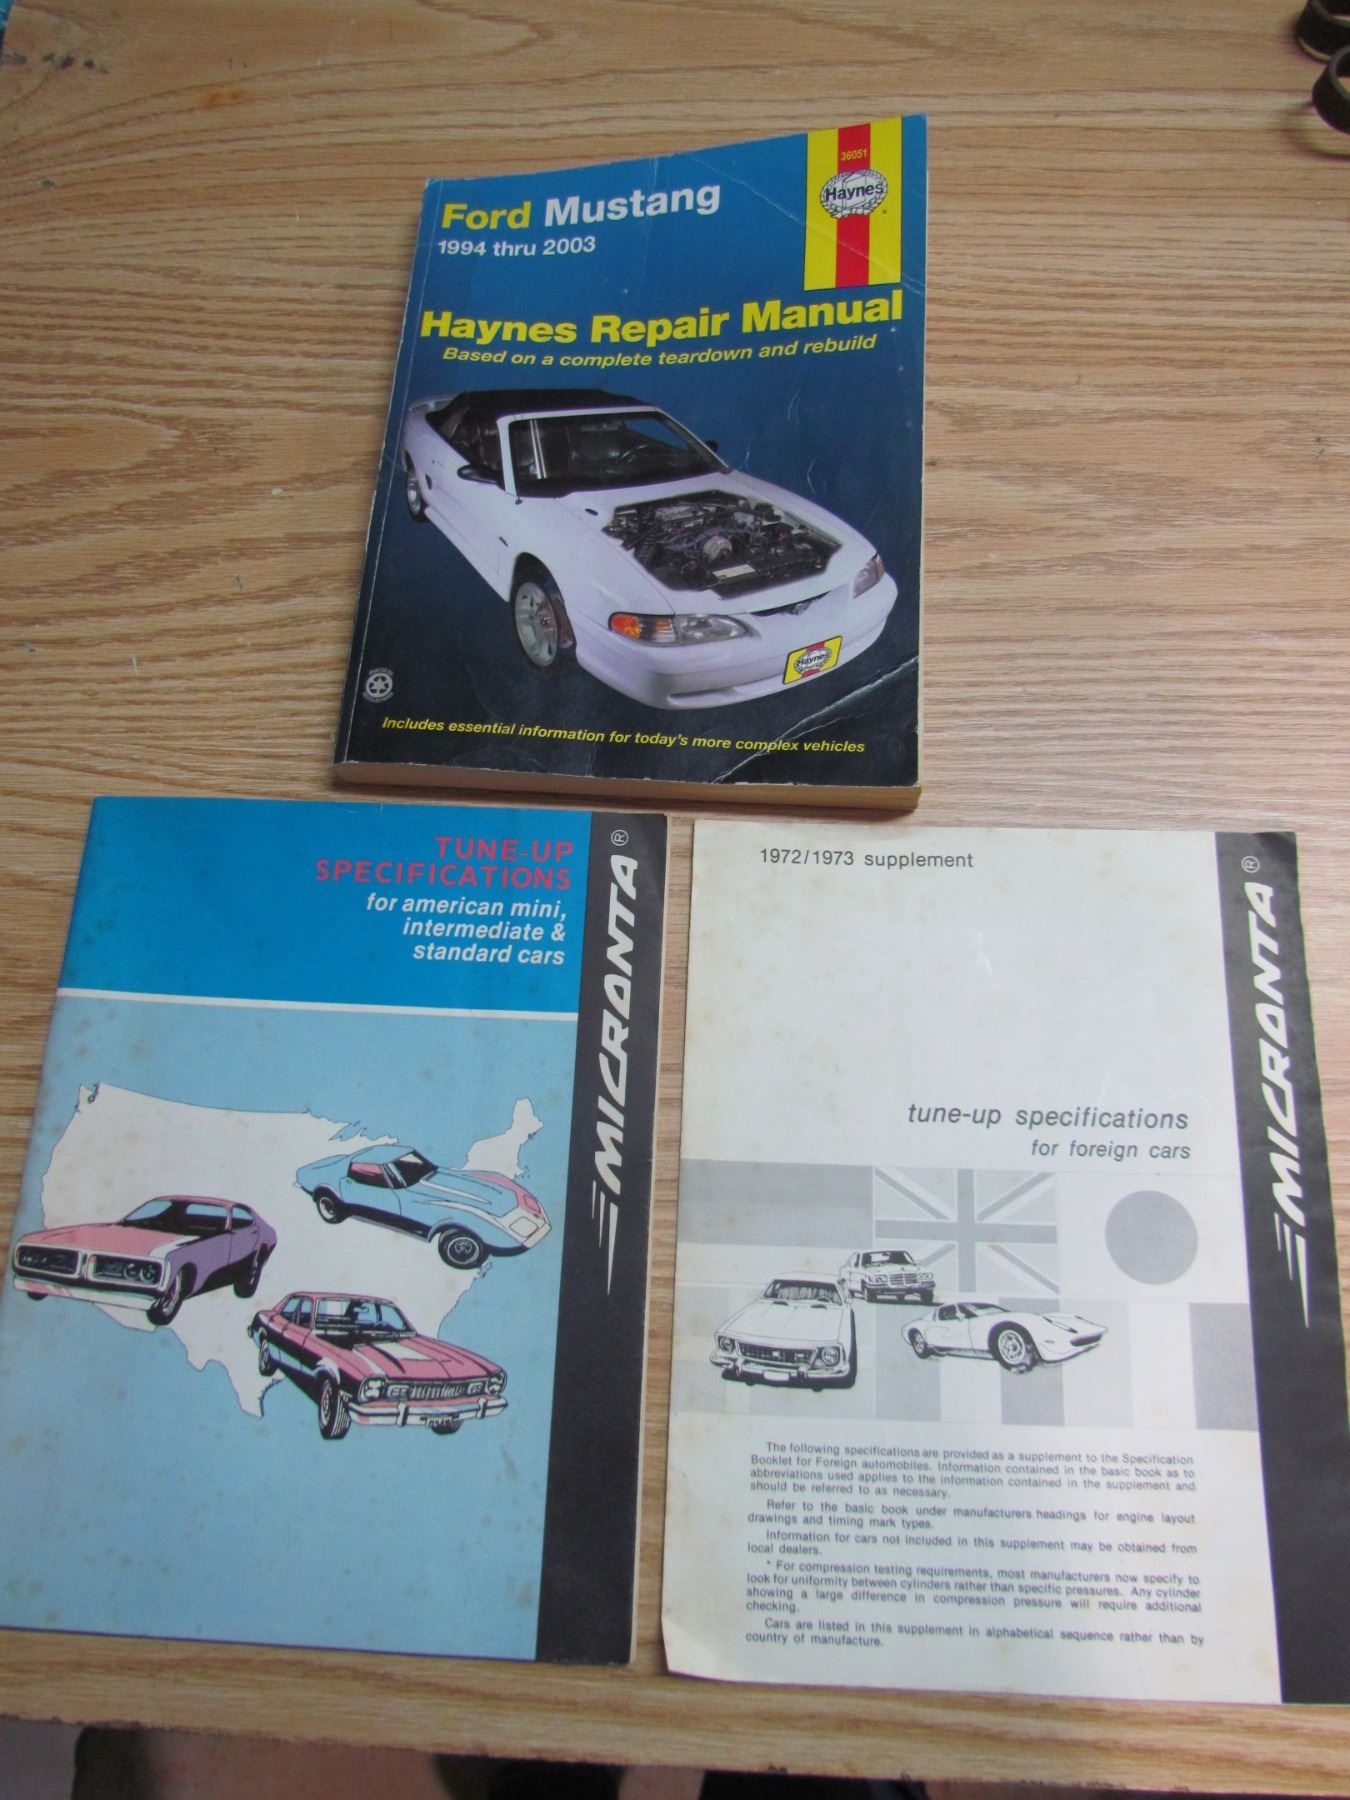 Ford Mustang
1994 thru 2003
36051
Haynes
Haynes Repair Manual
Based on a complete teardown and rebuild
Haynes
Includes essential information for today's more complex vehicles
TUNE-UP
SPECIFICATIONS
for american mini,
intermediate &
standard cars
MICRONTA®
1972/1973 supplement
tune-up specifications
for foreign cars
MICRONTA®
The following specifications are provided as a supplement to the Specification
Booklet for Foreign automobiles. Information contained in the basic book as to
abbreviations used applies to the information contained in the supplement and
should be referred to as necessary.
Refer to the basic book under manufacturers headings for engine layout
drawings and timing mark types.
Information for cars not included in this supplement may be obtained from
local dealers.
* For compression testing requirements, most manufacturers now specify to
look for uniformity between cylinders rather than specific pressures. Any cylinder
showing a large difference in compression pressure will require additional
checking.
Cars are listed in this supplement in alphabetical sequence rather than by
country of manufacture.